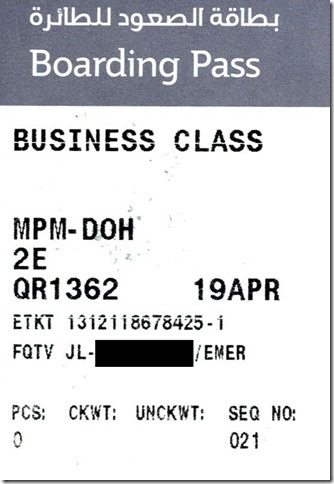 بطاقة الصعود للطائرة
Boarding Pass
BUSINESS CLASS
MPM-DOH
2E
QR1362 19APR
ETKT 1312118678425-1
FQTV JL- /EMER
PCS: CKWT: UNCKWT: SEQ NO:
0 021